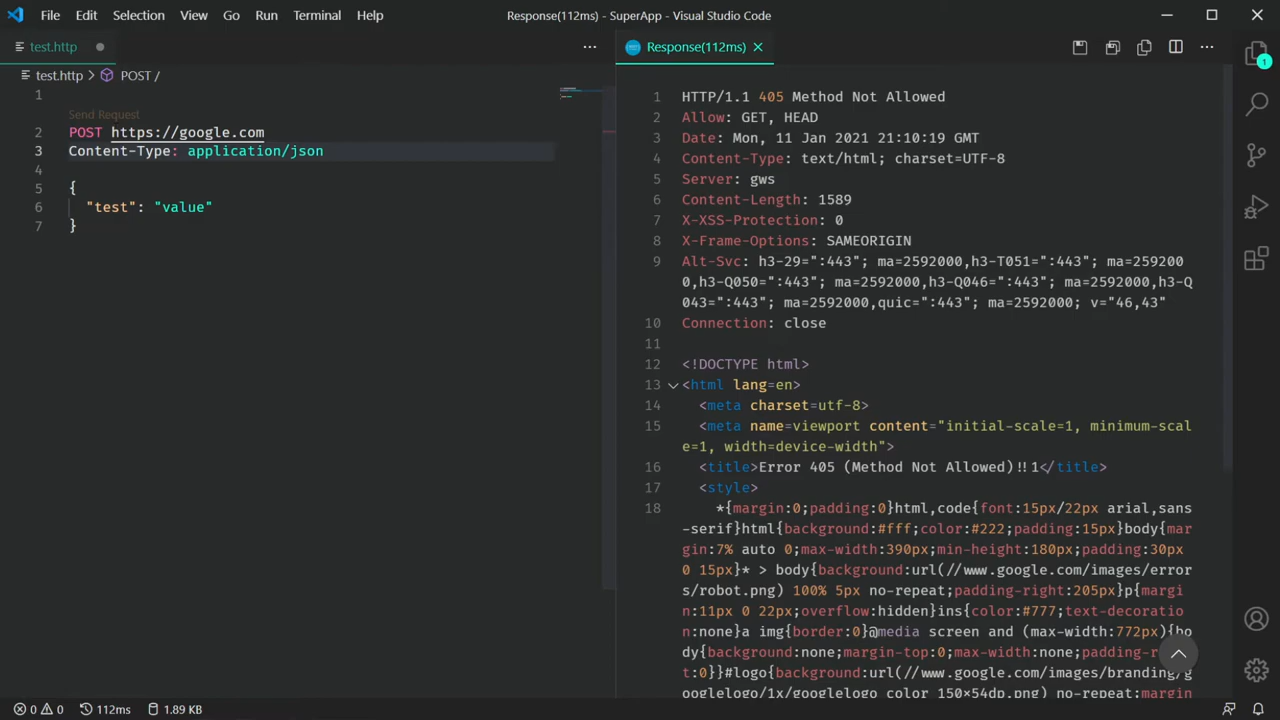 File Edit Selection View Go Run Terminal Help
Response(112ms) - SuperApp - Visual Studio Code
test.http
Response(112ms)
test.http > POST /
1
Send Request
2 POST https://google.com
3 Content-Type: application/json
4
5 {
6 "test": "value"
7 }
1 HTTP/1.1 405 Method Not Allowed
2 Allow: GET, HEAD
3 Date: Mon, 11 Jan 2021 21:10:19 GMT
4 Content-Type: text/html; charset=UTF-8
5 Server: gws
6 Content-Length: 1589
7 X-XSS-Protection: 0
8 X-Frame-Options: SAMEORIGIN
9 Alt-Svc: h3-29=":443"; ma=2592000,h3-T051=":443"; ma=259200
0,h3-Q050=":443"; ma=2592000,h3-Q046=":443"; ma=2592000,h3-Q
043=":443"; ma=2592000,quic=":443"; ma=2592000; v="46,43"
10 Connection: close
11
12 <!DOCTYPE html>
13 <html lang=en>
14 <meta charset=utf-8>
15 <meta name=viewport content="initial-scale=1, minimum-scal
e=1, width=device-width">
16 <title>Error 405 (Method Not Allowed)!!1</title>
17 <style>
18 *{margin:0;padding:0}html,code{font:15px/22px arial,sans
-serif}html{background:#fff;color:#222;padding:15px}body{mar
gin:7% auto 0;max-width:390px;min-height:180px;padding:30px
0 15px}* > body{background:url(//www.google.com/images/error
s/robot.png) 100% 5px no-repeat;padding-right:205px}p{margi
n:11px 0 22px;overflow:hidden}ins{color:#777;text-decoratio
n:none}a img{border:0}@media screen and (max-width:772px){bo
dy{background:none;margin-top:0;max-width:none;padding-r
t:0}}#logo{background:url(//www.google.com/images/branding/g
ooglelogo/1x/googlelogo_color_150x54dp.png) no-repeat;margin
1
0 0 112ms 1.89 KB